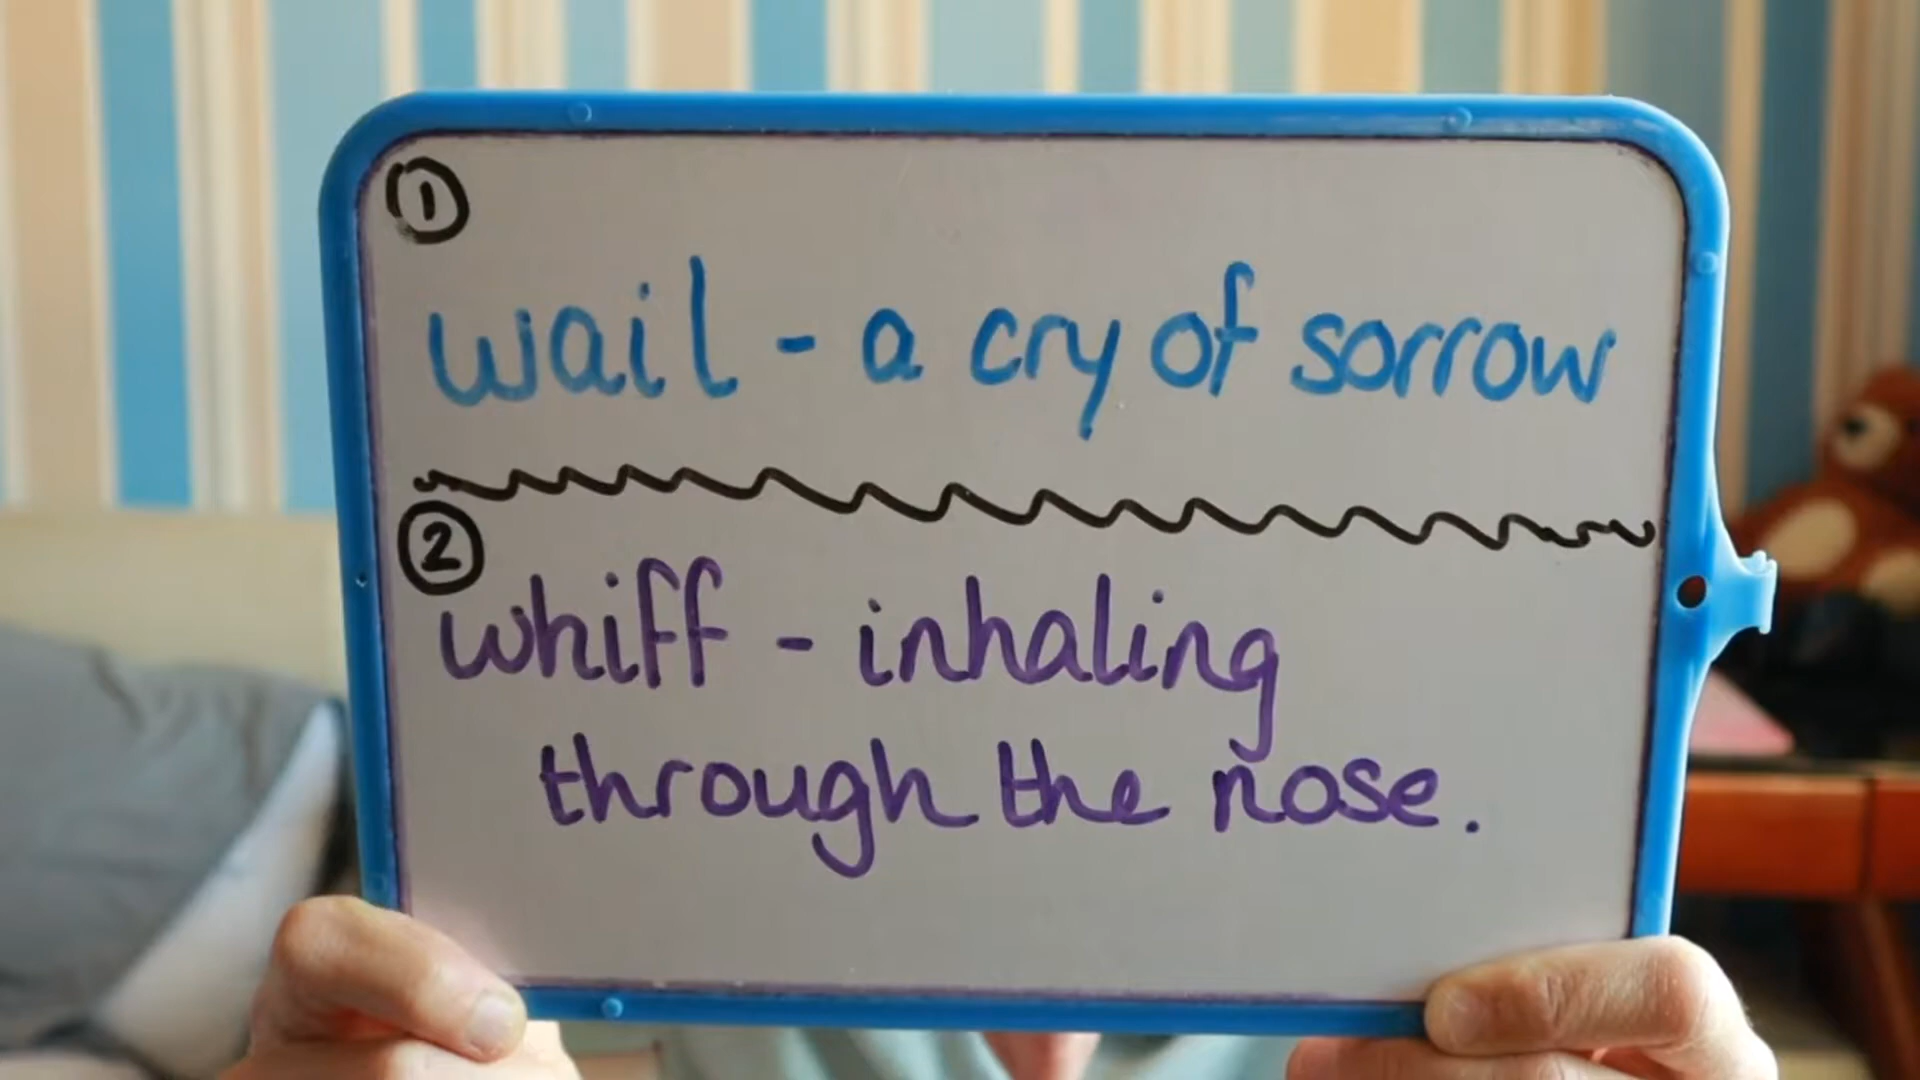 ①
wail - a cry of sorrow
②
whiff - inhaling
through the nose.